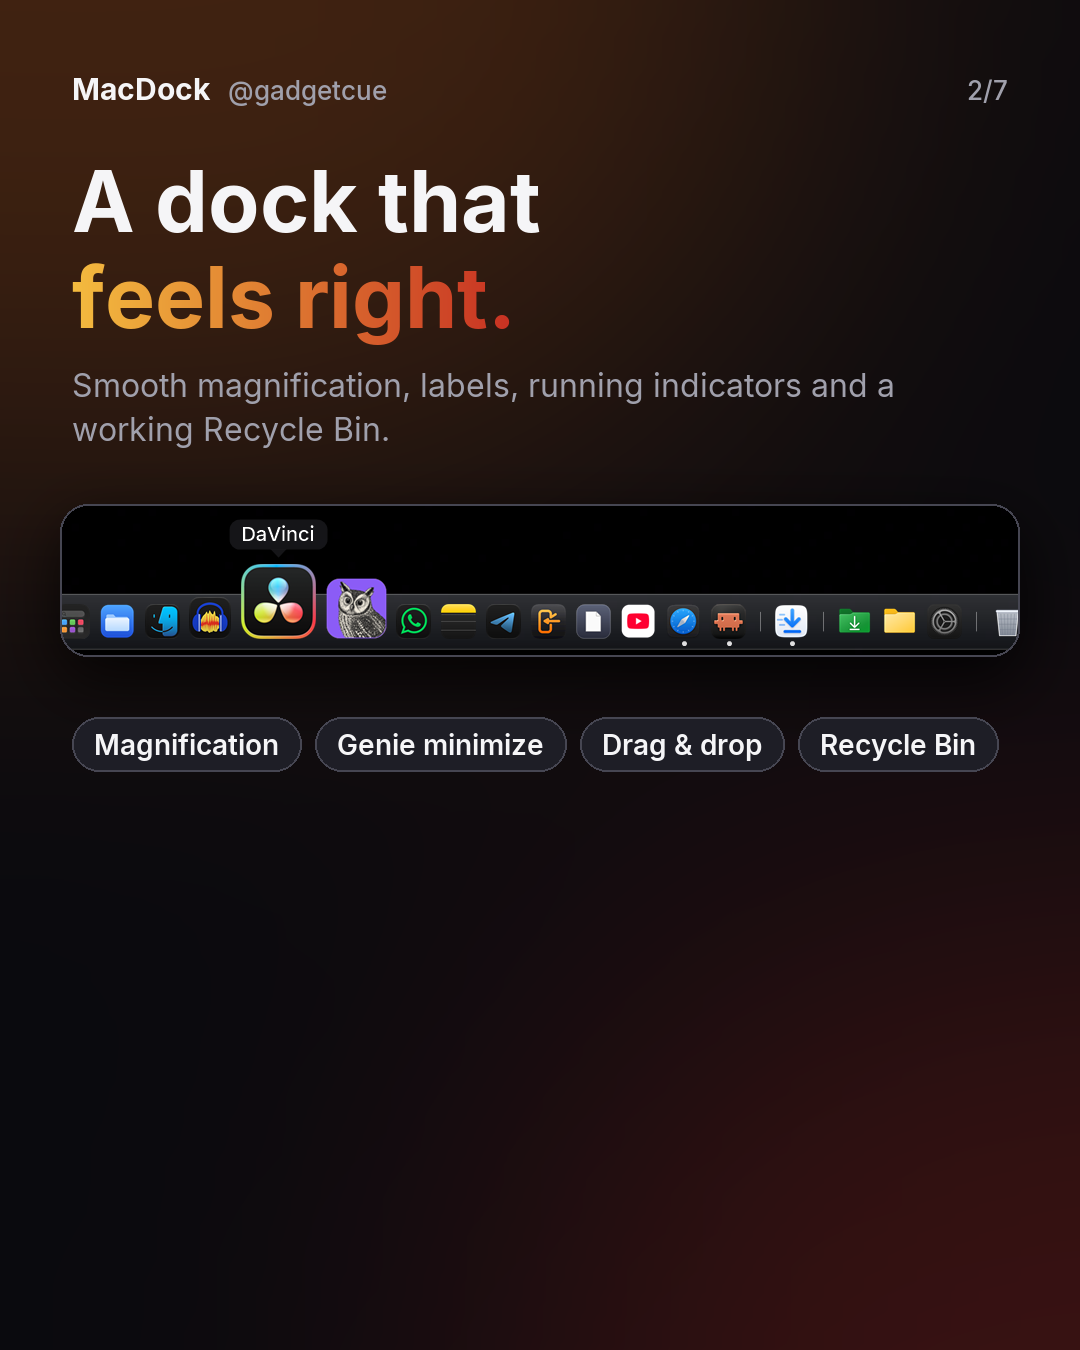 MacDock @gadgetcue 2/7
A dock that
feels right.
Smooth magnification, labels, running indicators and a
working Recycle Bin.
DaVinci
Magnification Genie minimize Drag & drop Recycle Bin